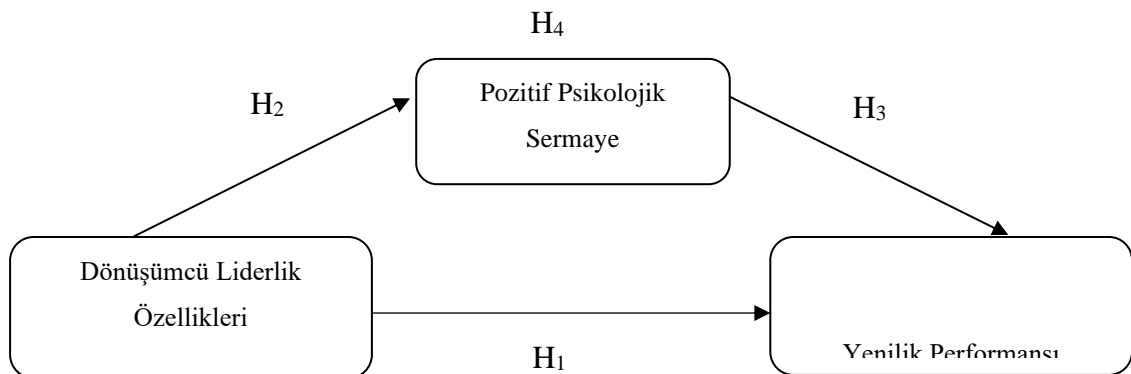 H4
Pozitif Psikolojik
Sermaye
H2
H3
Dönüşümcü Liderlik
Özellikleri
Yenilik Performansı
H1